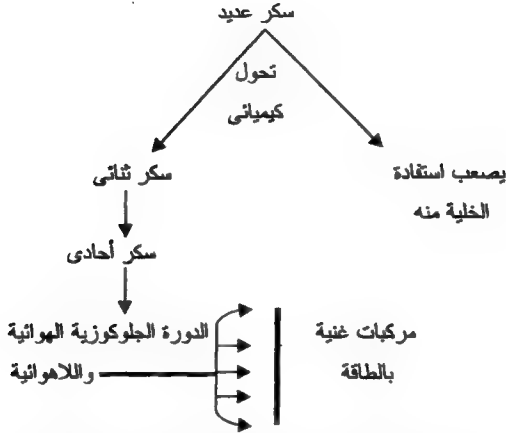 سكر عديد
تحول
كيميائى
يصعب استفادة
الخلية منه
سكر ثنائى
سكر أحادى
الدورة الجلوكوزية الهوائية
واللاهوائية
مركبات غنية
بالطاقة